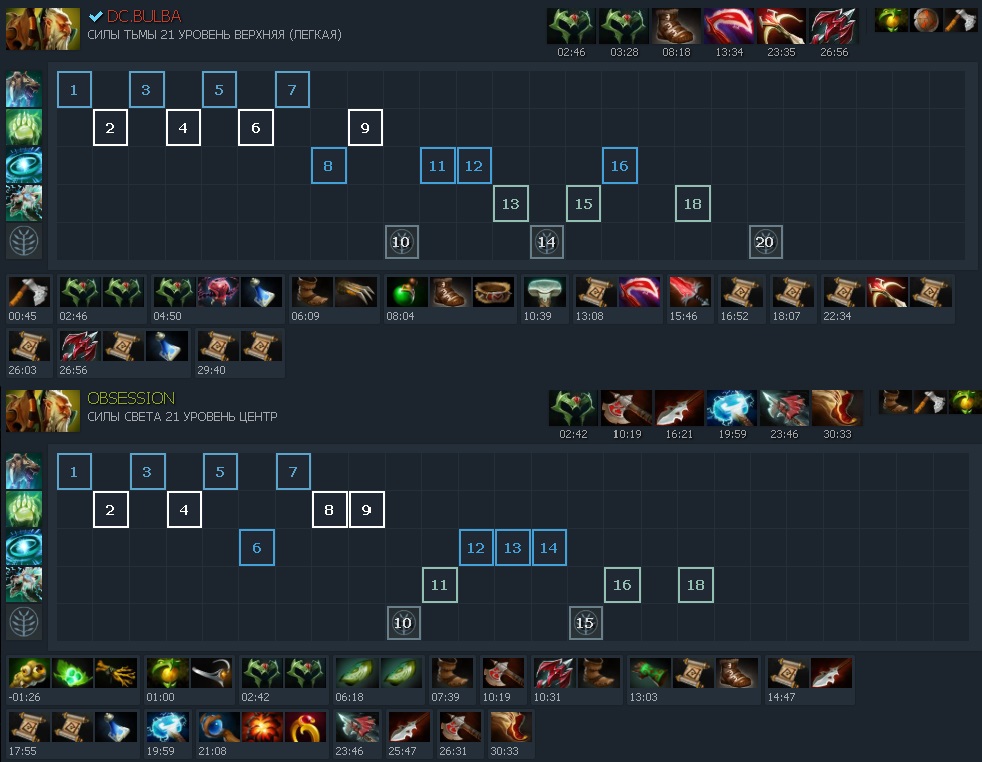 DC.BULBA
СИЛЫ ТЬМЫ 21 УРОВЕНЬ ВЕРХНЯЯ (ЛЕГКАЯ)
02:46 03:28 08:18 13:34 23:35 26:56
1 3 5 7
2 4 6 9
8 11 12 16
13 15 18
10 14 20
00:45 02:46 04:50 06:09 08:04 10:39 13:08 15:46 16:52 18:07 22:34
26:03 26:56 29:40
OBSESSION
СИЛЫ СВЕТА 21 УРОВЕНЬ ЦЕНТР
02:42 10:19 16:21 19:59 23:46 30:33
1 3 5 7
2 4 8 9
6 12 13 14
11 16 18
10 15
-01:26 01:00 02:42 06:18 07:39 10:19 10:31 13:03 14:47
17:55 19:59 21:08 23:46 25:47 26:31 30:33